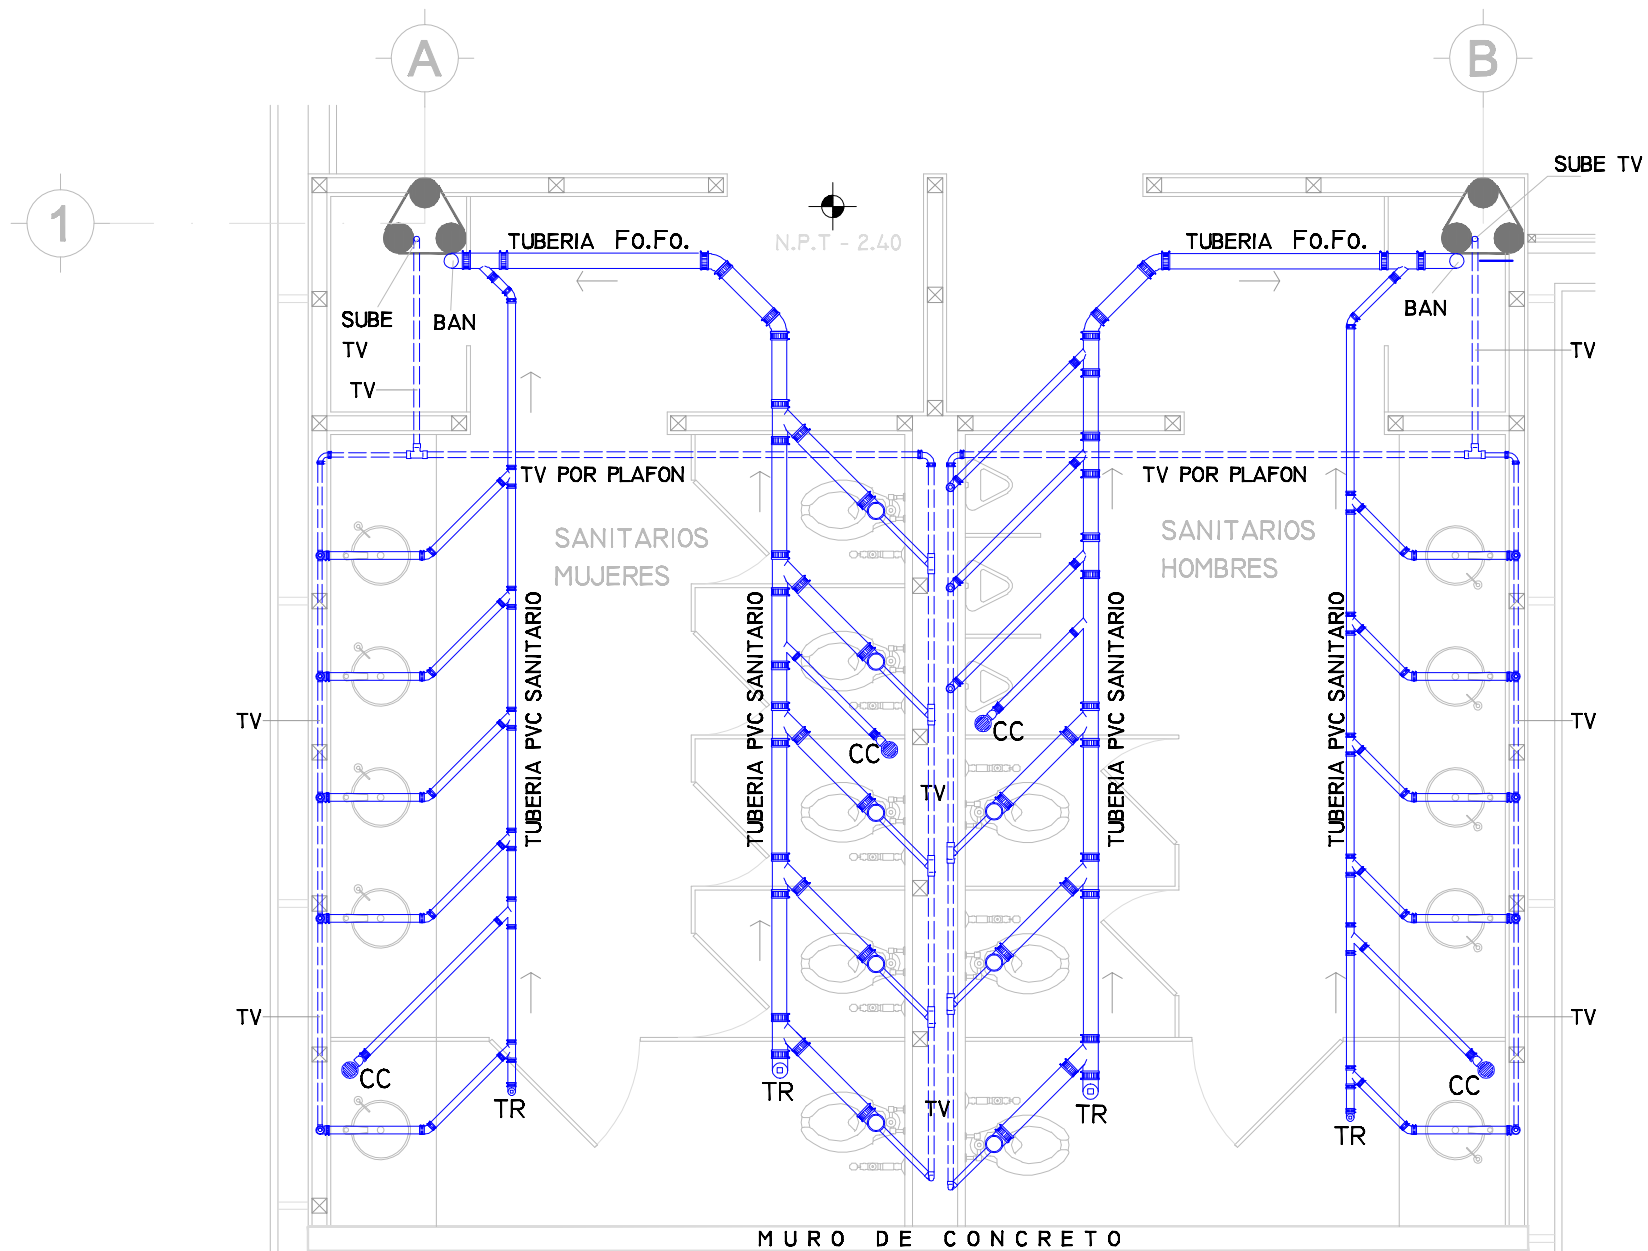 A
B
1
SUBE TV
TUBERIA Fo.Fo.
N.P.T - 2.40
TUBERIA Fo.Fo.
SUBE
TV
BAN
BAN
TV
TV
TV POR PLAFON
TV POR PLAFON
SANITARIOS
MUJERES
SANITARIOS
HOMBRES
TUBERIA PVC SANITARIO
TUBERIA PVC SANITARIO
TUBERIA PVC SANITARIO
TUBERIA PVC SANITARIO
TV
TV
CC
CC
TV
TV
TV
CC
CC
TR
TR
TV
TR
TR
MURO DE CONCRETO